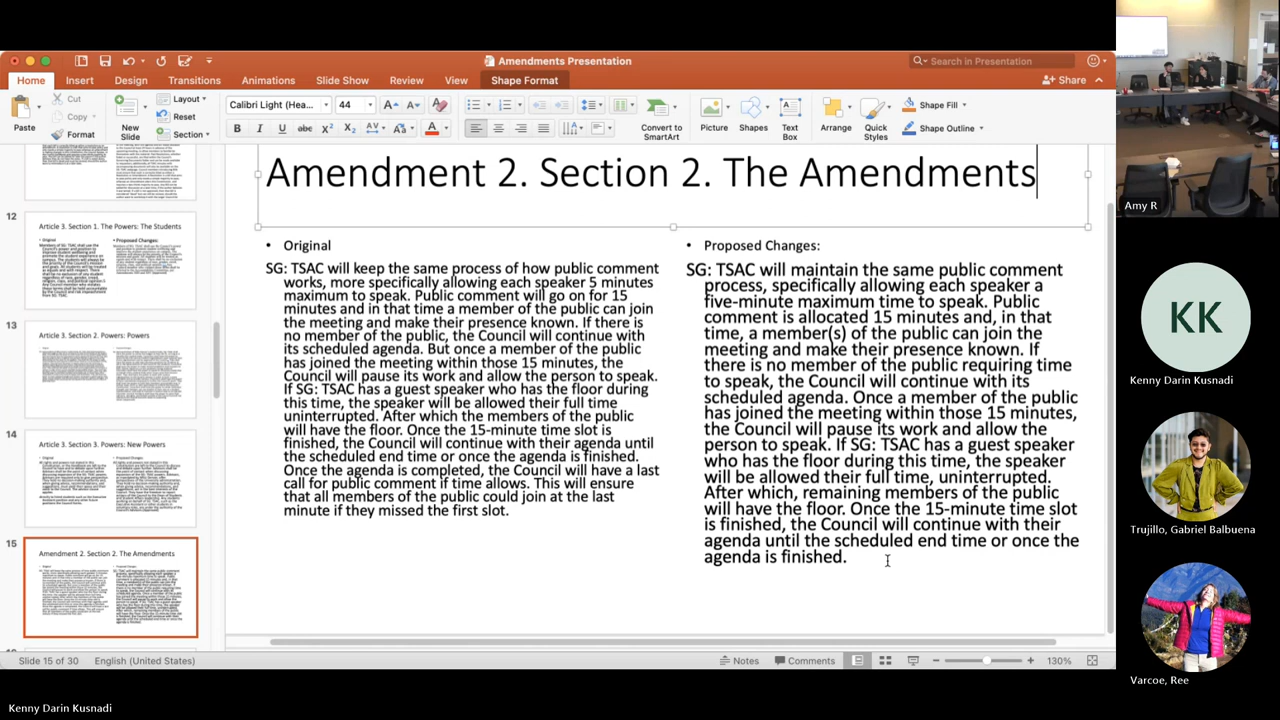 Amendments Presentation
Search in Presentation
Home
Insert
Design
Transitions
Animations
Slide Show
Review
View
Shape Format
Share
Paste
Cut
Copy
Format
New Slide
Layout
Reset
Section
Calibri Light (Hea...
44
Convert to SmartArt
Picture
Shapes
Text Box
Arrange
Quick Styles
Shape Fill
Shape Outline
12
Article 3. Section 1. The Powers: The Students
Original
Proposed Changes:
13
Article 3. Section 2. Powers: Powers
14
Article 3. Section 3. Powers: New Powers
15
Amendment 2. Section 2. The Amendments
Amendment 2. Section 2. The Amendments
• Original
SG: TSAC will keep the same process of how public comment
works, more specifically allowing each speaker 5 minutes
maximum to speak. Public comment will go on for 15
minutes and in that time a member of the public can join
the meeting and make their presence known. If there is
no member of the public, the Council will continue with
its scheduled agenda. But once a member of the public
has joined the meeting within those 15 minutes, the
Council will pause its work and allow the person to speak.
If SG: TSAC has a guest speaker who has the floor during
this time, the speaker will be allowed their full time
uninterrupted. After which the members of the public
will have the floor. Once the 15-minute time slot is
finished, the Council will continue with their agenda until
the scheduled end time or once the agenda is finished.
Once the agenda is completed, the Council will have a last
call for public comment if time allows. This will ensure
that all members of the public could join at the last
minute if they missed the first slot.
• Proposed Changes:
SG: TSAC will maintain the same public comment
process, specifically allowing each speaker a
five-minute maximum time to speak. Public
comment is allocated 15 minutes and, in that
time, a member(s) of the public can join the
meeting and make their presence known. If
there is no member of the public requiring time
to speak, the Council will continue with its
scheduled agenda. Once a member of the public
has joined the meeting within those 15 minutes,
the Council will pause its work and allow the
person to speak. If SG: TSAC has a guest speaker
who has the floor during this time, the speaker
will be allowed their full time, uninterrupted.
After which, remaining members of the public
will have the floor. Once the 15-minute time slot
is finished, the Council will continue with their
agenda until the scheduled end time or once the
agenda is finished.
Slide 15 of 30
English (United States)
Notes
Comments
130%
Amy R
KK
Kenny Darin Kusnadi
Trujillo, Gabriel Balbuena
Varcoe, Ree
Kenny Darin Kusnadi